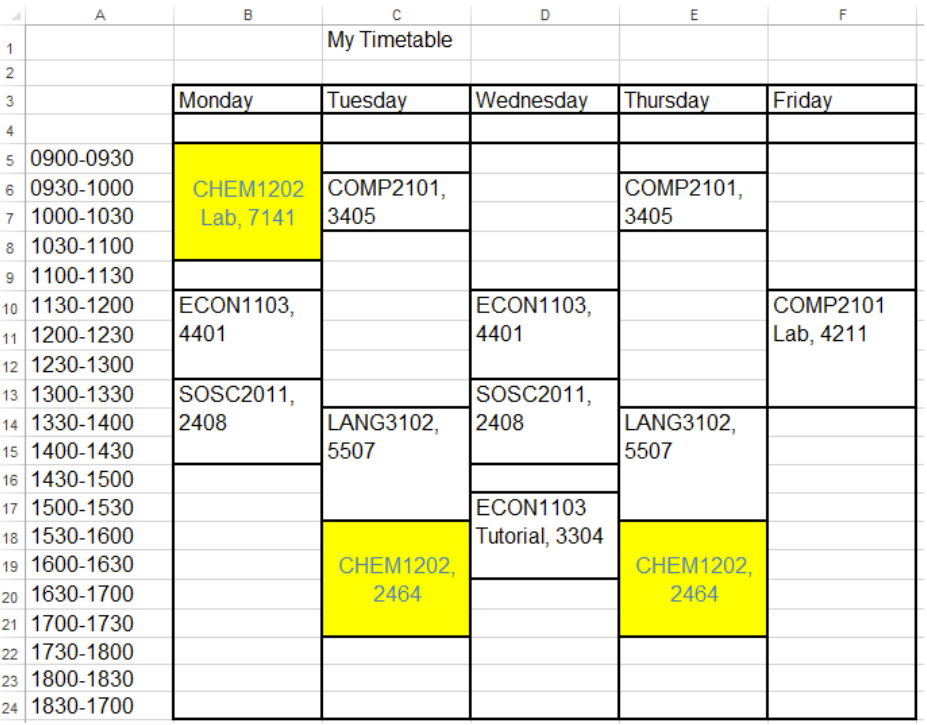 A B C D E F
1 My Timetable
2
3 Monday Tuesday Wednesday Thursday Friday
4
5 0900-0930
6 0930-1000 CHEM1202 COMP2101, COMP2101,
7 1000-1030 Lab, 7141 3405 3405
8 1030-1100
9 1100-1130
10 1130-1200 ECON1103, ECON1103, COMP2101
11 1200-1230 4401 4401 Lab, 4211
12 1230-1300
13 1300-1330 SOSC2011, SOSC2011,
14 1330-1400 2408 LANG3102, 2408 LANG3102,
15 1400-1430 5507 5507
16 1430-1500
17 1500-1530 ECON1103
18 1530-1600 Tutorial, 3304
19 1600-1630 CHEM1202, CHEM1202,
20 1630-1700 2464 2464
21 1700-1730
22 1730-1800
23 1800-1830
24 1830-1700